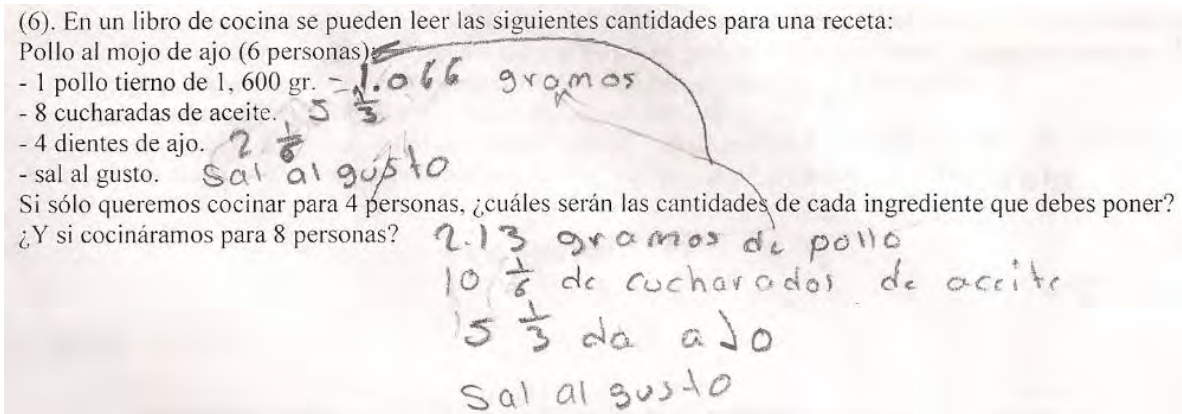 (6). En un libro de cocina se pueden leer las siguientes cantidades para una receta:
Pollo al mojo de ajo (6 personas):
- 1 pollo tierno de 1, 600 gr. - 1.066 gramos
- 8 cucharadas de aceite. 5 1/3
- 4 dientes de ajo. 2 1/6
- sal al gusto. Sal al gusto
Si sólo queremos cocinar para 4 personas, ¿cuáles serán las cantidades de cada ingrediente que debes poner?
¿Y si cocináramos para 8 personas? 2.13 gramos de pollo
10 1/6 de cucharadas de aceite
5 1/3 da ajo
Sal al gusto